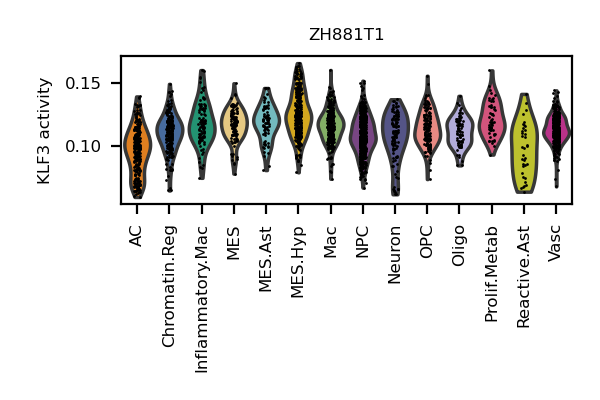 ZH881T1
KLF3 activity
0.15
0.10
AC
Chromatin.Reg
Inflammatory.Mac
MES
MES.Ast
MES.Hyp
Mac
NPC
Neuron
OPC
Oligo
Prolif.Metab
Reactive.Ast
Vasc